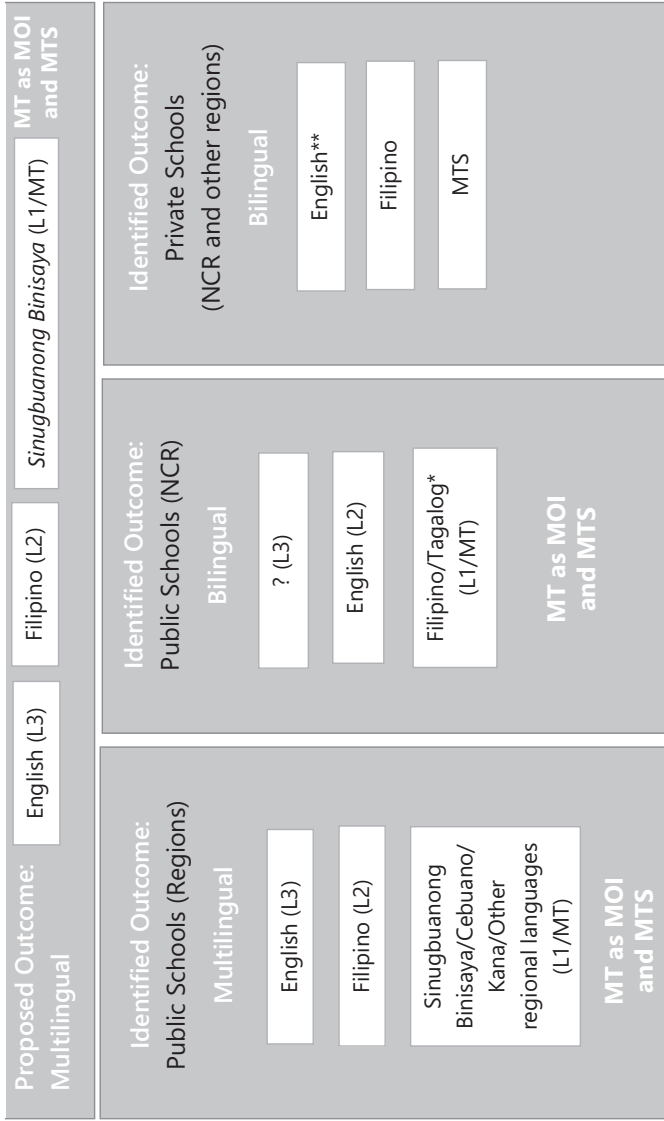 Proposed Outcome:
Multilingual
English (L3)
Filipino (L2)
Sinugbuanong Binisaya (L1/MT)
MT as MOI
and MTS
Identified Outcome:
Public Schools (Regions)
Multilingual
English (L3)
Filipino (L2)
Sinugbuanong
Binisaya/Cebuano/
Kana/Other
regional languages
(L1/MT)
MT as MOI
and MTS
Identified Outcome:
Public Schools (NCR)
Bilingual
? (L3)
English (L2)
Filipino/Tagalog*
(L1/MT)
MT as MOI
and MTS
Identified Outcome:
Private Schools
(NCR and other regions)
Bilingual
English**
Filipino
MTS